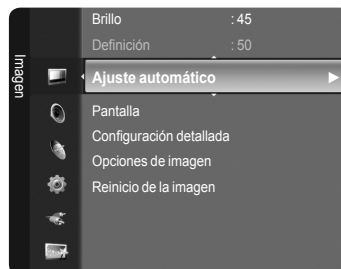 Imagen
Brillo : 45
Definición : 50
Ajuste automático
Pantalla
Configuración detallada
Opciones de imagen
Reinicio de la imagen